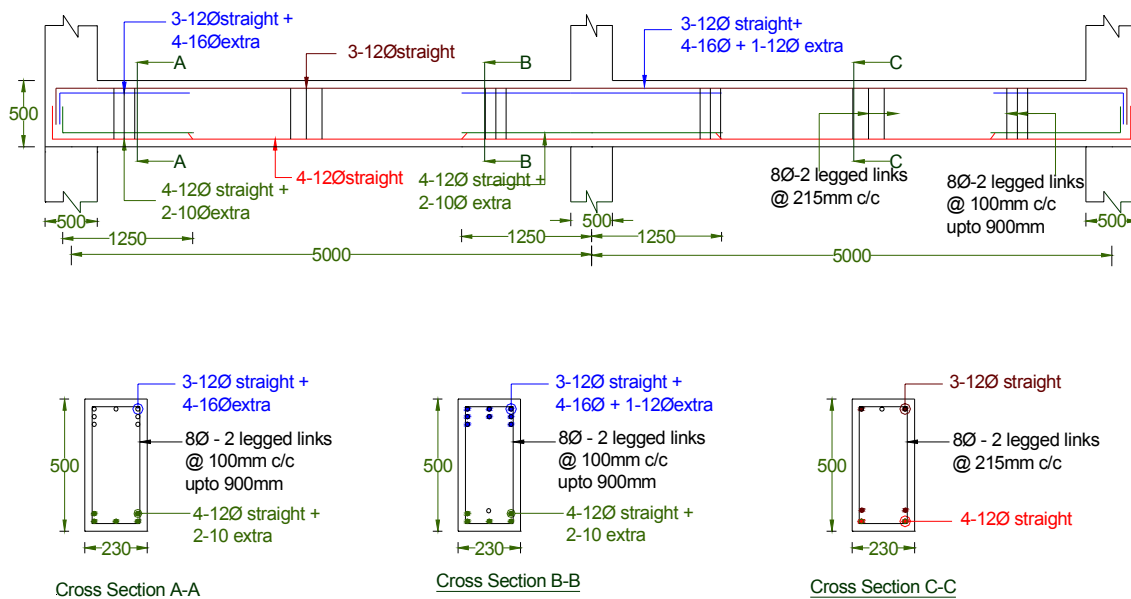 3-12Østraight +
4-16Øextra
3-12Østraight
3-12Ø straight+
4-16Ø + 1-12Ø extra
A
B
C
500
A
B
C
4-12Ø straight +
2-10Øextra
4-12Østraight
4-12Ø straight +
2-10Ø extra
8Ø-2 legged links
@ 215mm c/c
8Ø-2 legged links
@ 100mm c/c
upto 900mm
500
500
500
1250
1250
1250
5000
5000
3-12Ø straight +
4-16Øextra
8Ø - 2 legged links
@ 100mm c/c
upto 900mm
500
4-12Ø straight +
2-10 extra
230
Cross Section A-A
3-12Ø straight +
4-16Ø + 1-12Øextra
8Ø - 2 legged links
@ 100mm c/c
upto 900mm
500
4-12Ø straight +
2-10 extra
230
Cross Section B-B
3-12Ø straight
8Ø - 2 legged links
@ 215mm c/c
500
4-12Ø straight
230
Cross Section C-C